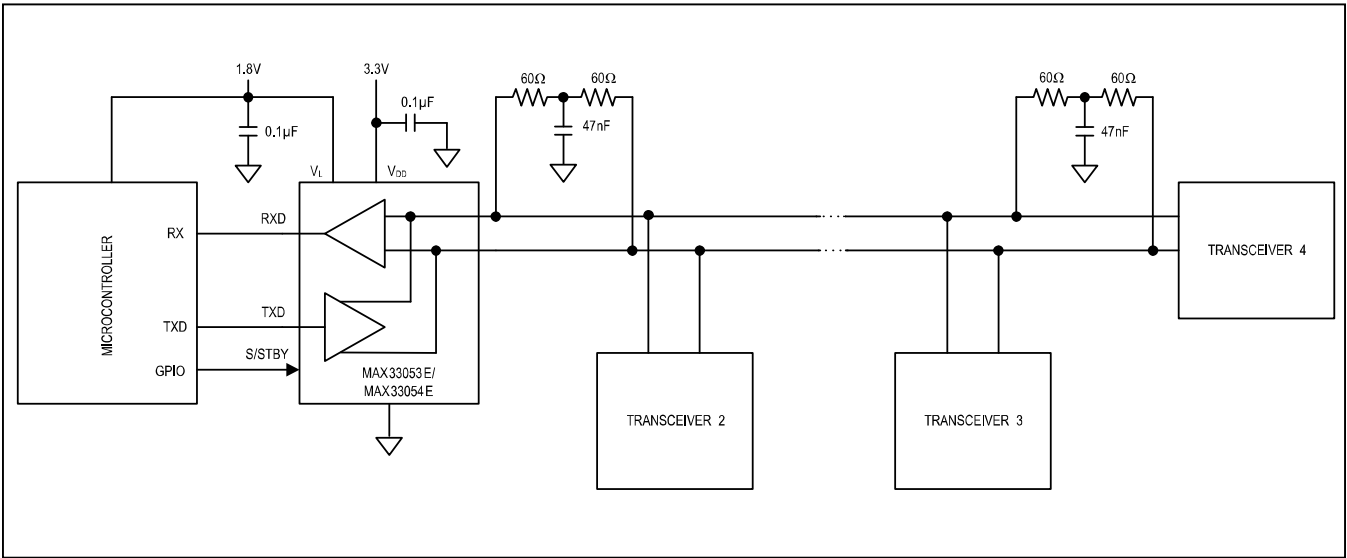 1.8V
3.3V
60Ω
60Ω
60Ω
60Ω
0.1µF
0.1µF
47nF
47nF
VL
VDD
RXD
RX
MICROCONTROLLER
TXD
TXD
S/STBY
GPIO
MAX33053E/
MAX33054E
TRANSCEIVER 2
TRANSCEIVER 3
TRANSCEIVER 4